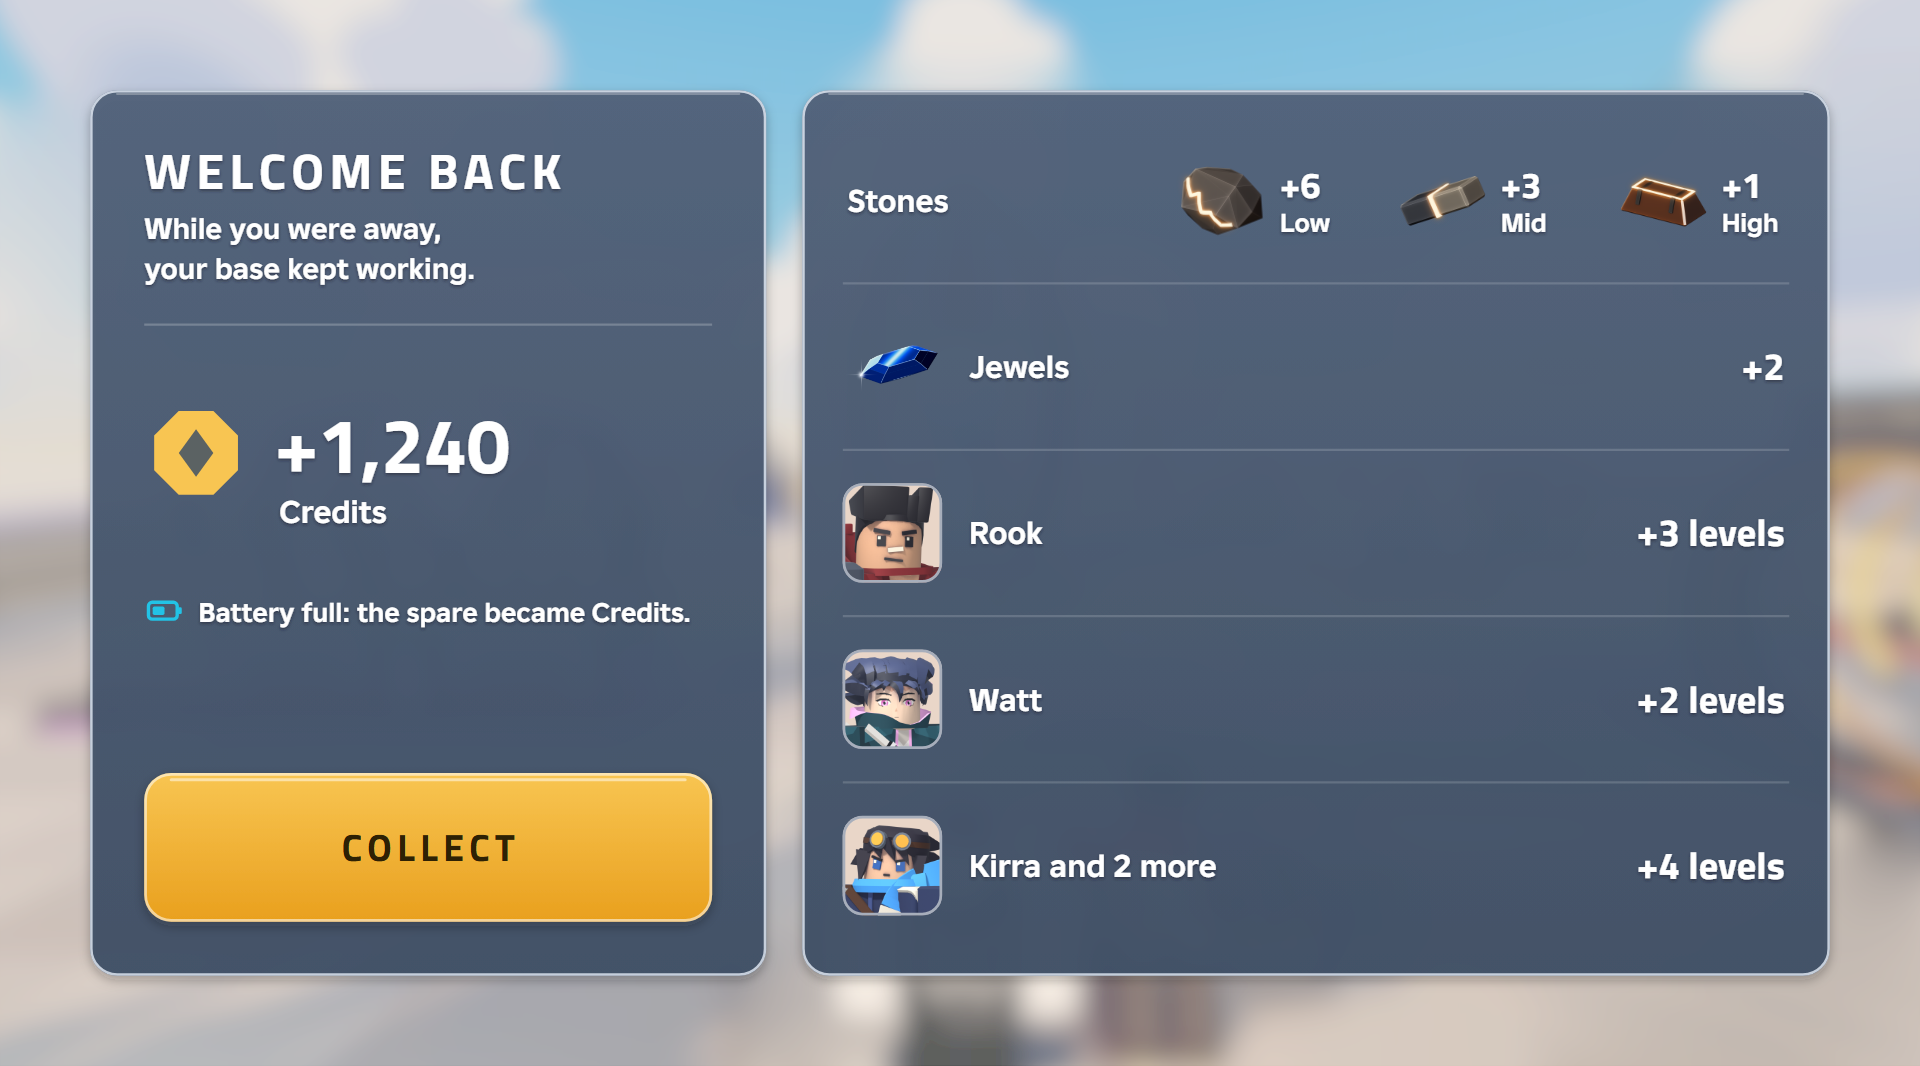 WELCOME BACK
While you were away,
your base kept working.
+1,240
Credits
Battery full: the spare became Credits.
COLLECT
Stones
+6
Low
+3
Mid
+1
High
Jewels
+2
Rook
+3 levels
Watt
+2 levels
Kirra and 2 more
+4 levels